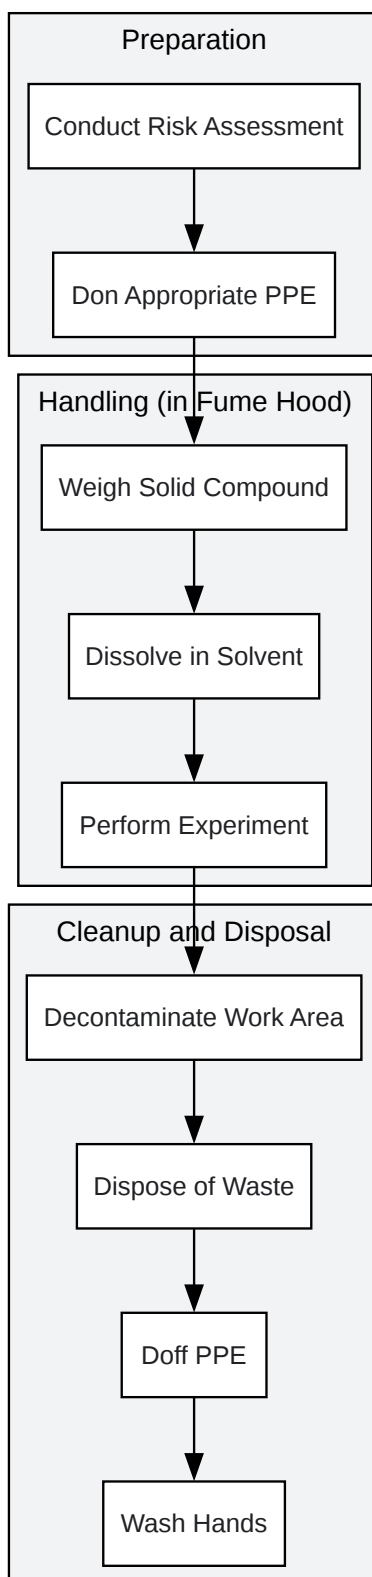 Preparation
Conduct Risk Assessment
Don Appropriate PPE
Handling (in Fume Hood)
Weigh Solid Compound
Dissolve in Solvent
Perform Experiment
Cleanup and Disposal
Decontaminate Work Area
Dispose of Waste
Doff PPE
Wash Hands